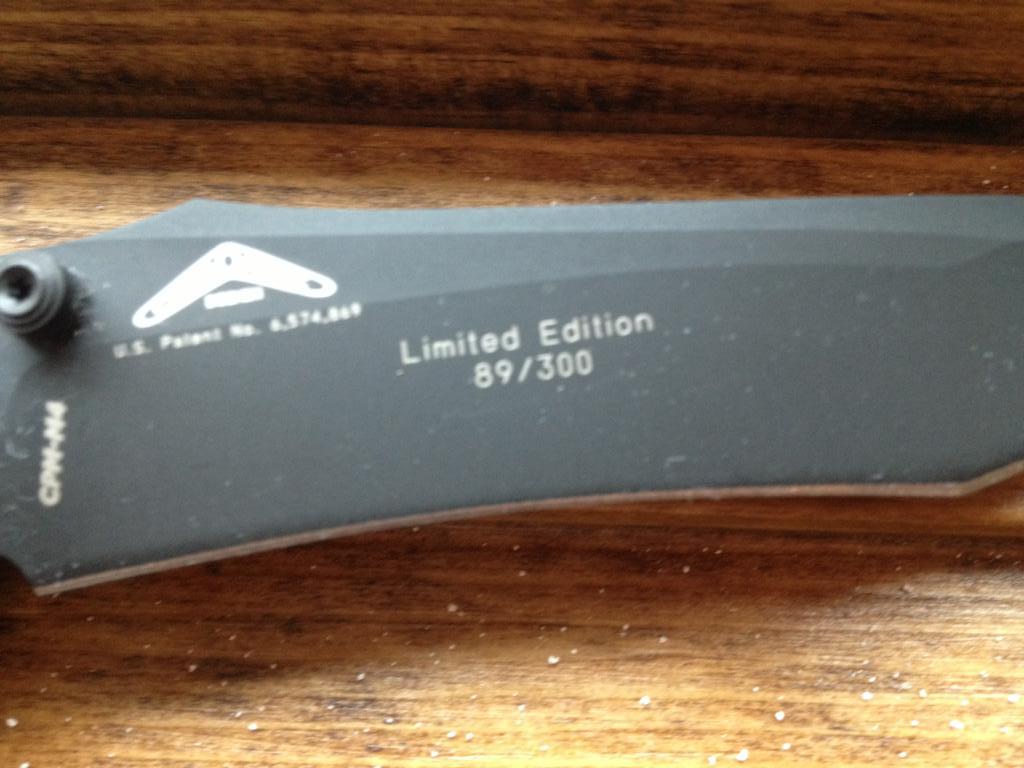 U.S. Patent No. 6,574,869
Limited Edition
89/300
CPM-M4